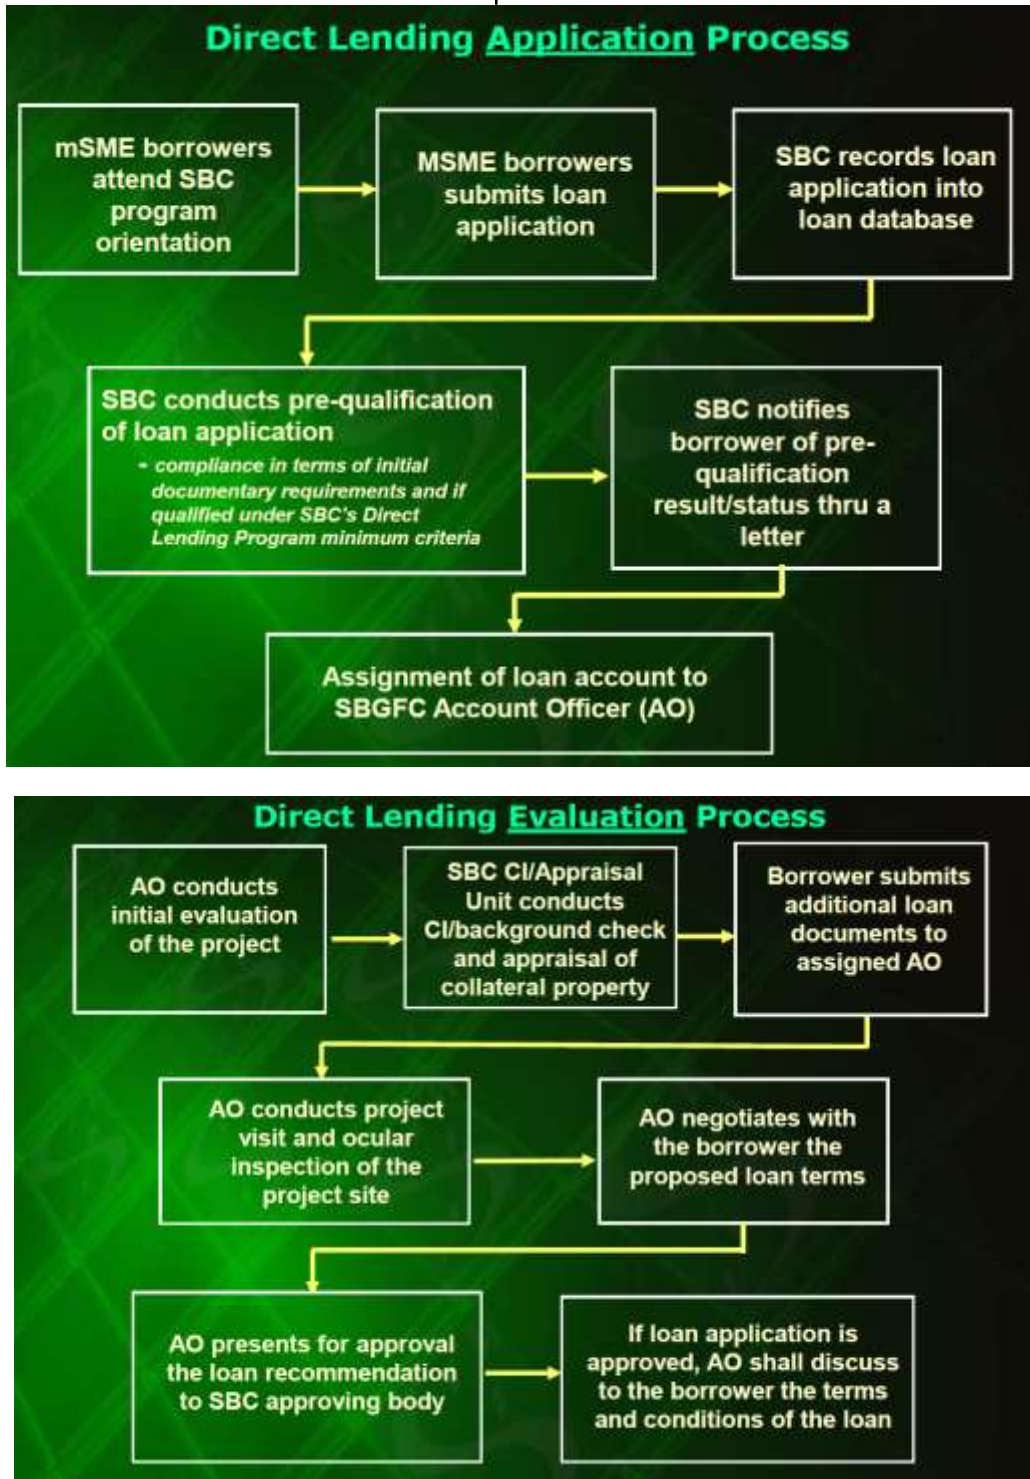 Direct Lending Application Process
mSME borrowers
attend SBC
program
orientation
MSME borrowers
submits loan
application
SBC records loan
application into
loan database
SBC conducts pre-qualification
of loan application
- compliance in terms of initial
documentary requirements and if
qualified under SBC's Direct
Lending Program minimum criteria
SBC notifies
borrower of pre-
qualification
result/status thru a
letter
Assignment of loan account to
SBGFC Account Officer (AO)
Direct Lending Evaluation Process
AO conducts
initial evaluation
of the project
SBC CI/Appraisal
Unit conducts
CI/background check
and appraisal of
collateral property
Borrower submits
additional loan
documents to
assigned AO
AO conducts project
visit and ocular
inspection of the
project site
AO negotiates with
the borrower the
proposed loan terms
AO presents for approval
the loan recommendation
to SBC approving body
If loan application is
approved, AO shall discuss
to the borrower the terms
and conditions of the loan